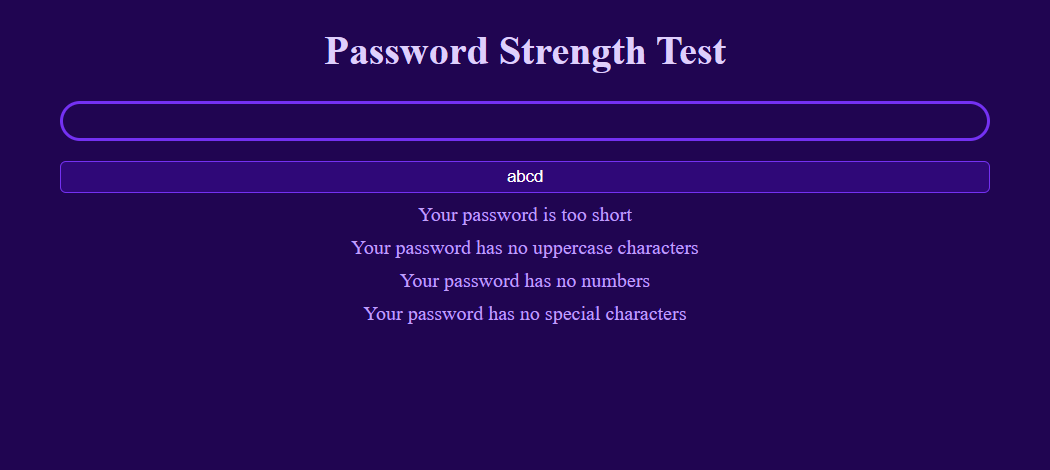 Password Strength Test
abcd
Your password is too short
Your password has no uppercase characters
Your password has no numbers
Your password has no special characters